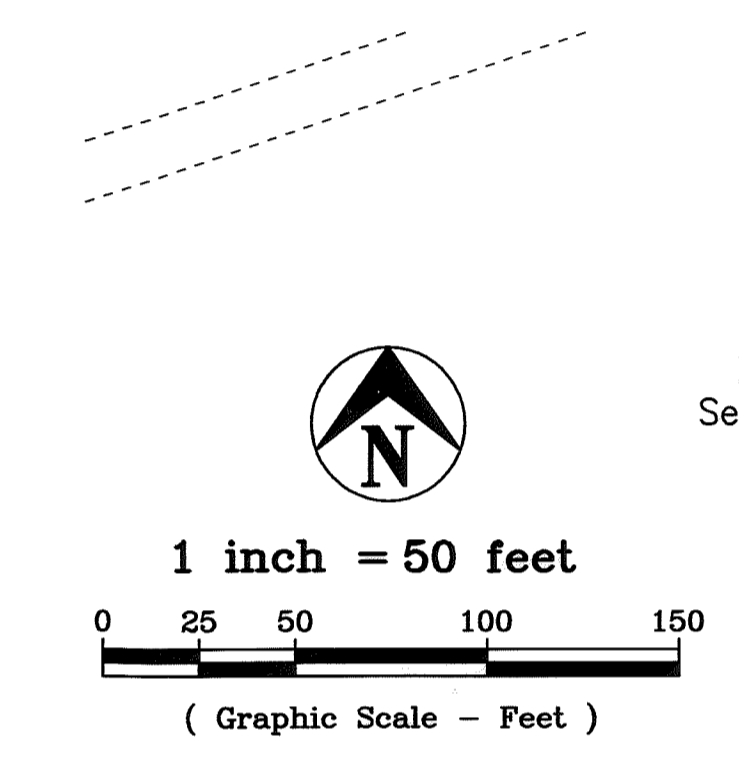 N
Se
1 inch = 50 feet
0 25 50 100 150
( Graphic Scale - Feet )